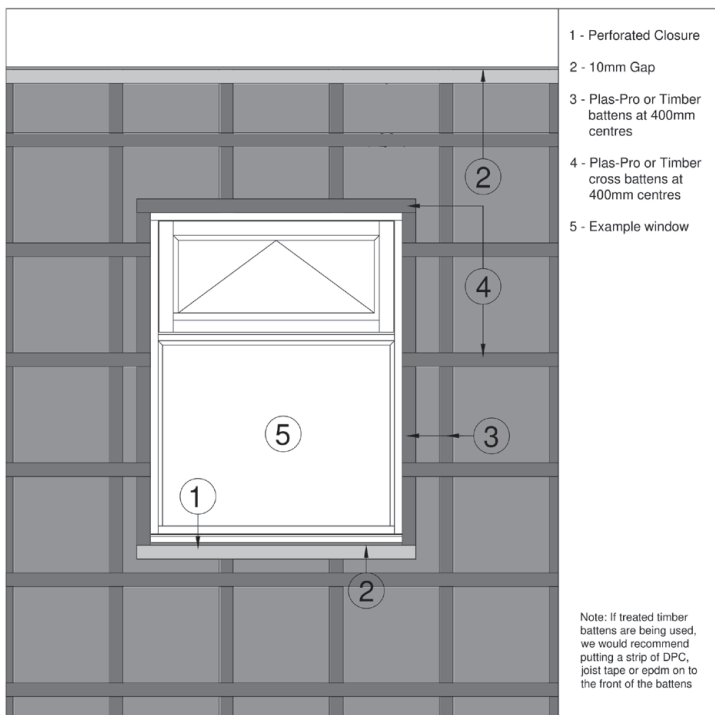 1 - Perforated Closure
2 - 10mm Gap
3 - Plas-Pro or Timber
battens at 400mm
centres
4 - Plas-Pro or Timber
cross battens at
400mm centres
5 - Example window
2
4
3
5
1
2
Note: If treated timber
battens are being used,
we would recommend
putting a strip of DPC,
joist tape or epdm on to
the front of the battens